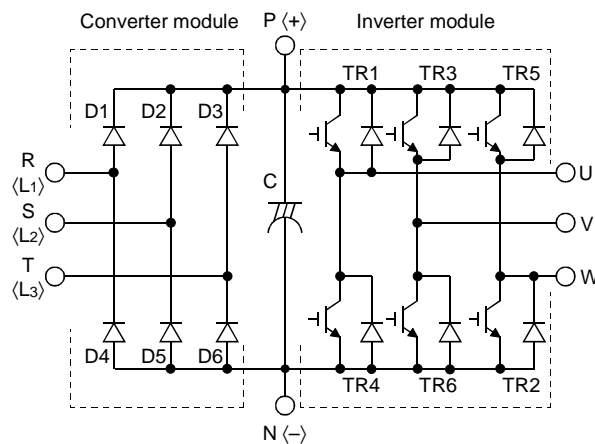 Converter module
P ⟨+⟩
Inverter module
TR1 TR3 TR5
D1 D2 D3
R
⟨L1⟩
S
⟨L2⟩
T
⟨L3⟩
C
U
V
W
D4 D5 D6
TR4 TR6 TR2
N ⟨–⟩